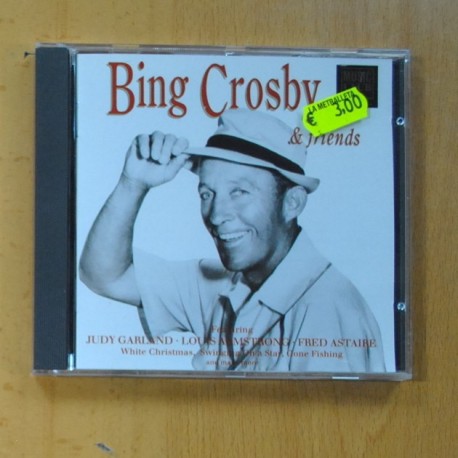 Bing Crosby
LA METRALLETA
€ 3.00
& friends
Featuring
JUDY GARLAND · LOUIS ARMSTRONG · FRED ASTAIRE
White Christmas, Swinging on a Star, Gone Fishing
and